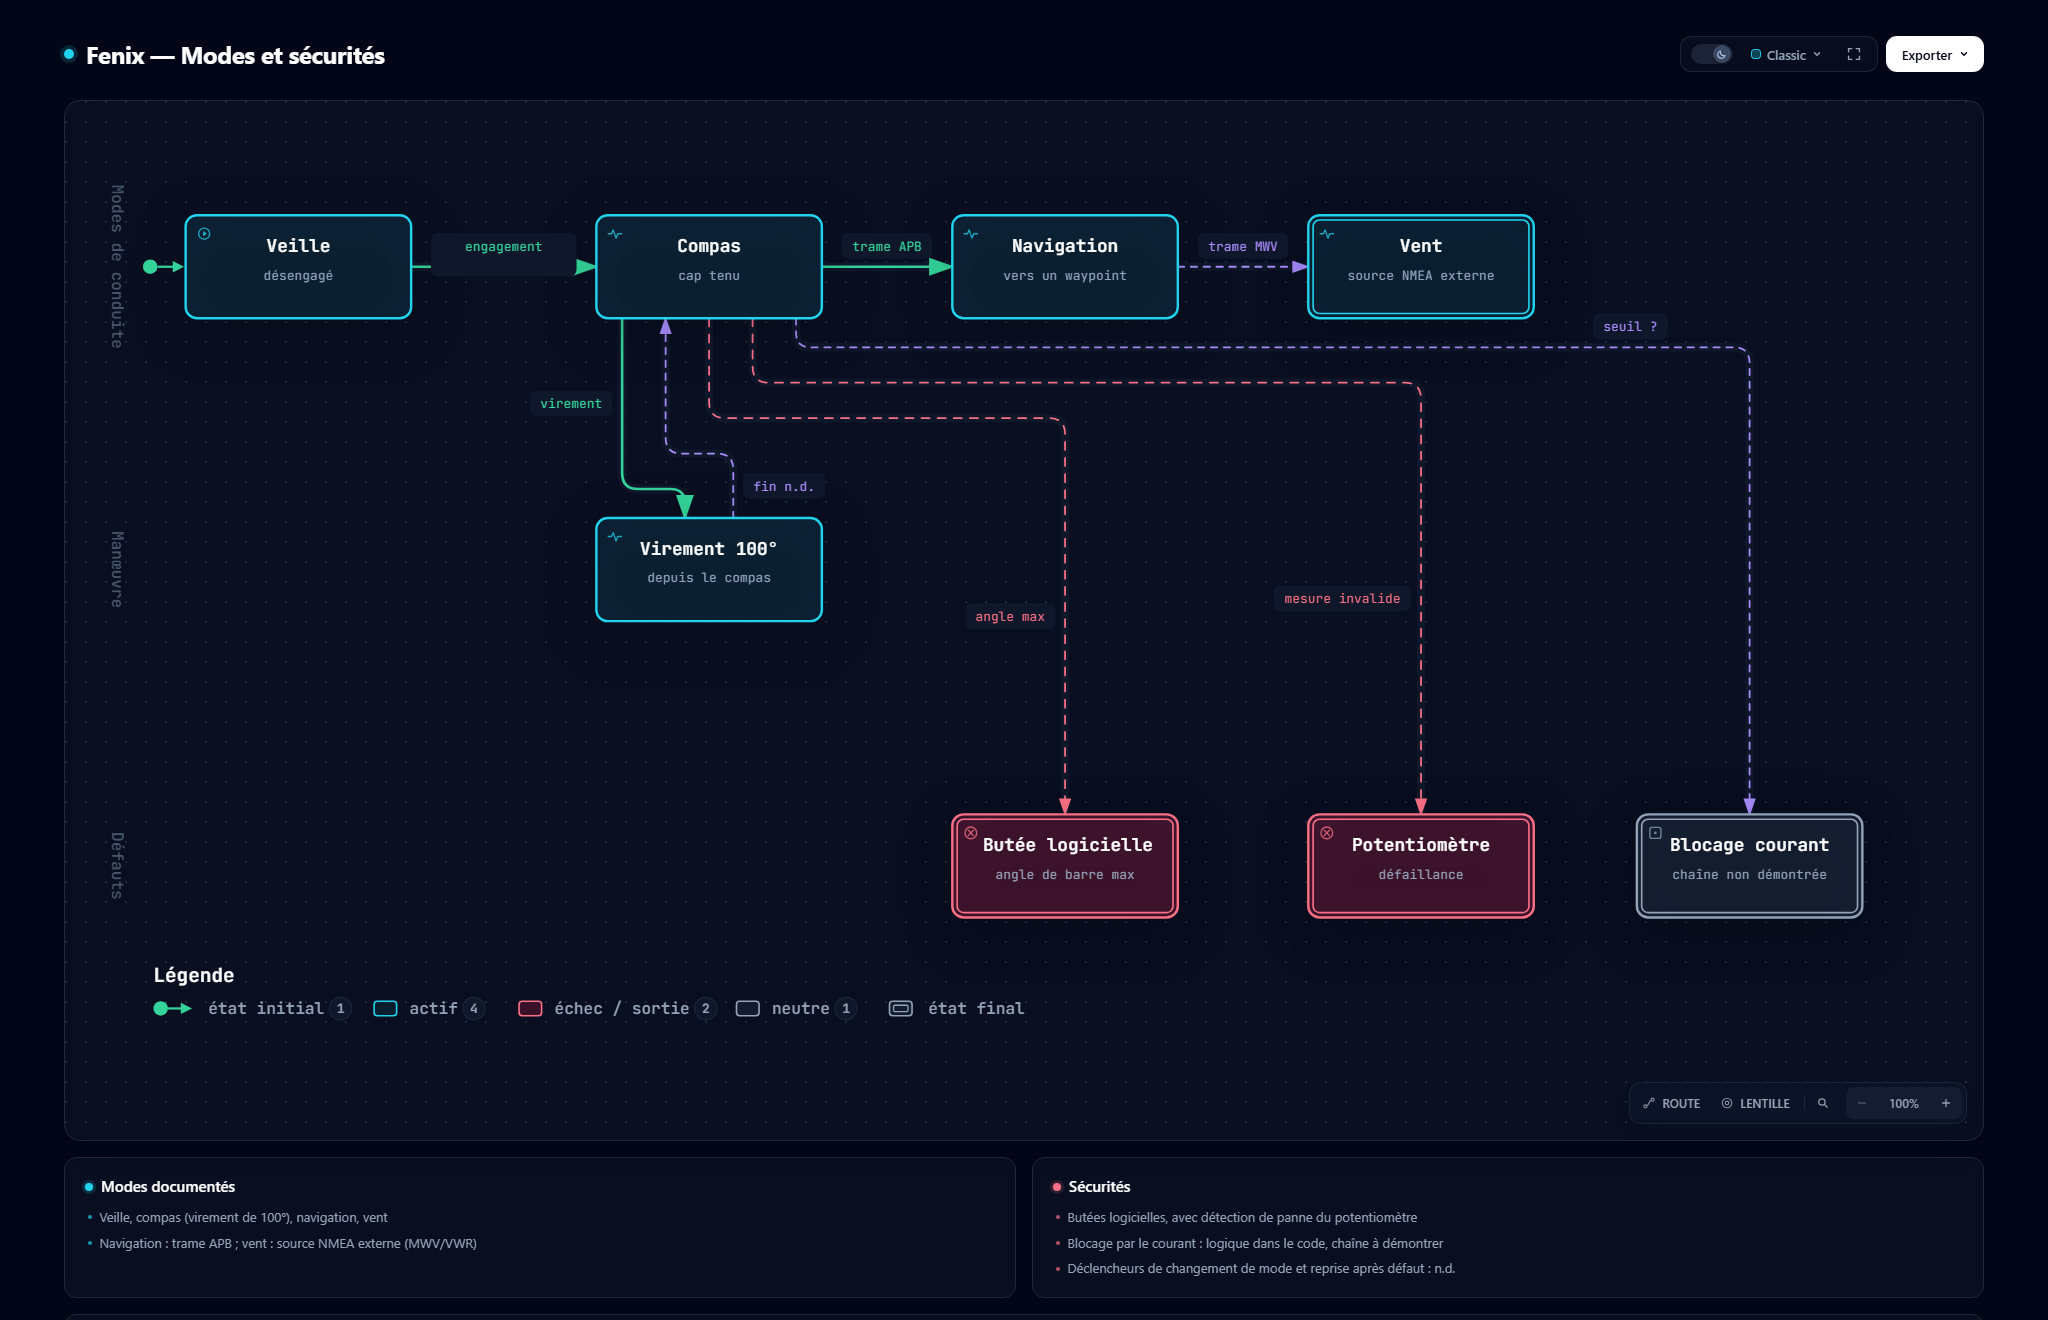 Fenix — Modes et sécurités
Classic
Exporter
Modes de conduite
Veille
désengagé
engagement
Compas
cap tenu
trame APB
Navigation
vers un waypoint
trame MWV
Vent
source NMEA externe
seuil ?
virement
fin n.d.
Manœuvre
Virement 100°
depuis le compas
angle max
mesure invalide
Défauts
Butée logicielle
angle de barre max
Potentiomètre
défaillance
Blocage courant
chaîne non démontrée
Légende
état initial 1
actif 4
échec / sortie 2
neutre 1
état final
ROUTE
LENTILLE
− 100% +
Modes documentés
• Veille, compas (virement de 100°), navigation, vent
• Navigation : trame APB ; vent : source NMEA externe (MWV/VWR)
Sécurités
• Butées logicielles, avec détection de panne du potentiomètre
• Blocage par le courant : logique dans le code, chaîne à démontrer
• Déclencheurs de changement de mode et reprise après défaut : n.d.